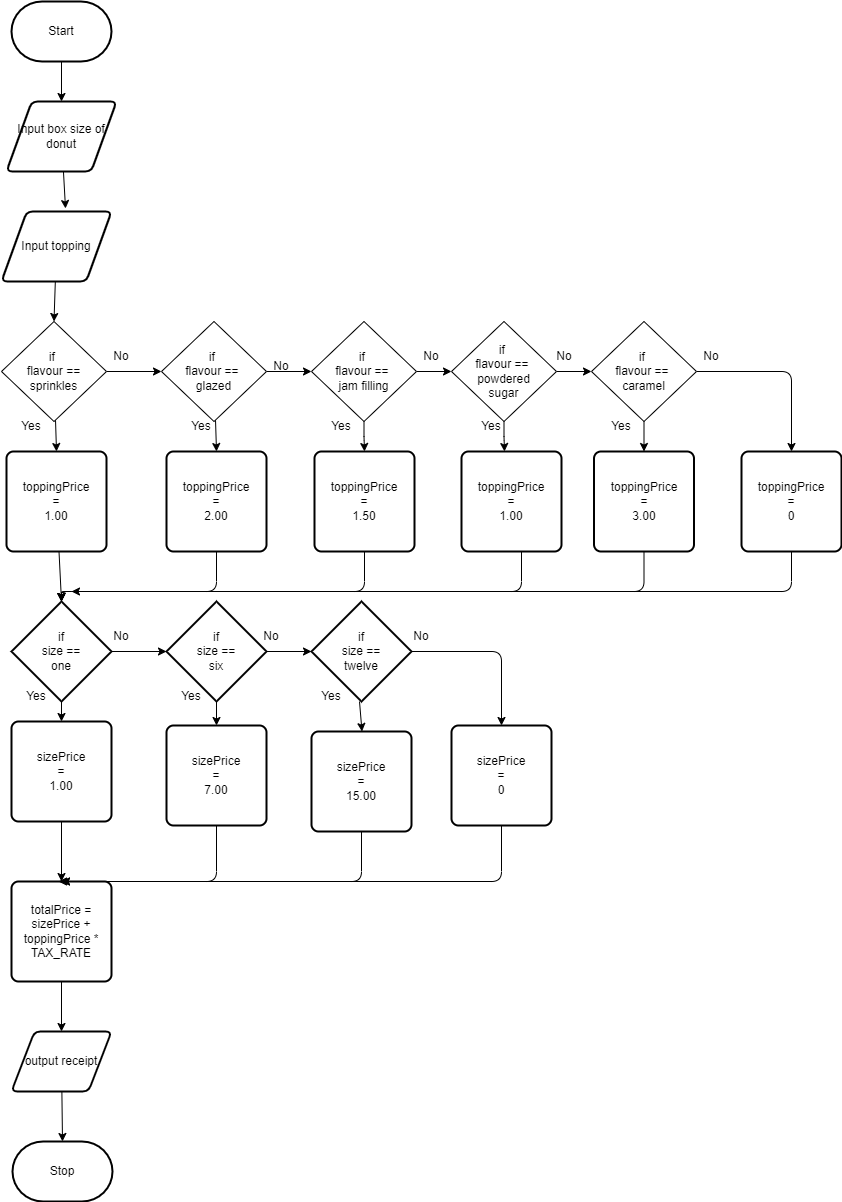 Start
Input box size of
donut
Input topping
if
flavour ==
sprinkles
No
if
flavour ==
glazed
No
if
flavour ==
jam filling
No
if
flavour ==
powdered
sugar
No
if
flavour ==
caramel
No
Yes
Yes
Yes
Yes
Yes
toppingPrice
=
1.00
toppingPrice
=
2.00
toppingPrice
=
1.50
toppingPrice
=
1.00
toppingPrice
=
3.00
toppingPrice
=
0
if
size ==
one
No
if
size ==
six
No
if
size ==
twelve
No
Yes
Yes
Yes
sizePrice
=
1.00
sizePrice
=
7.00
sizePrice
=
15.00
sizePrice
=
0
totalPrice =
sizePrice +
toppingPrice *
TAX_RATE
output receipt
Stop